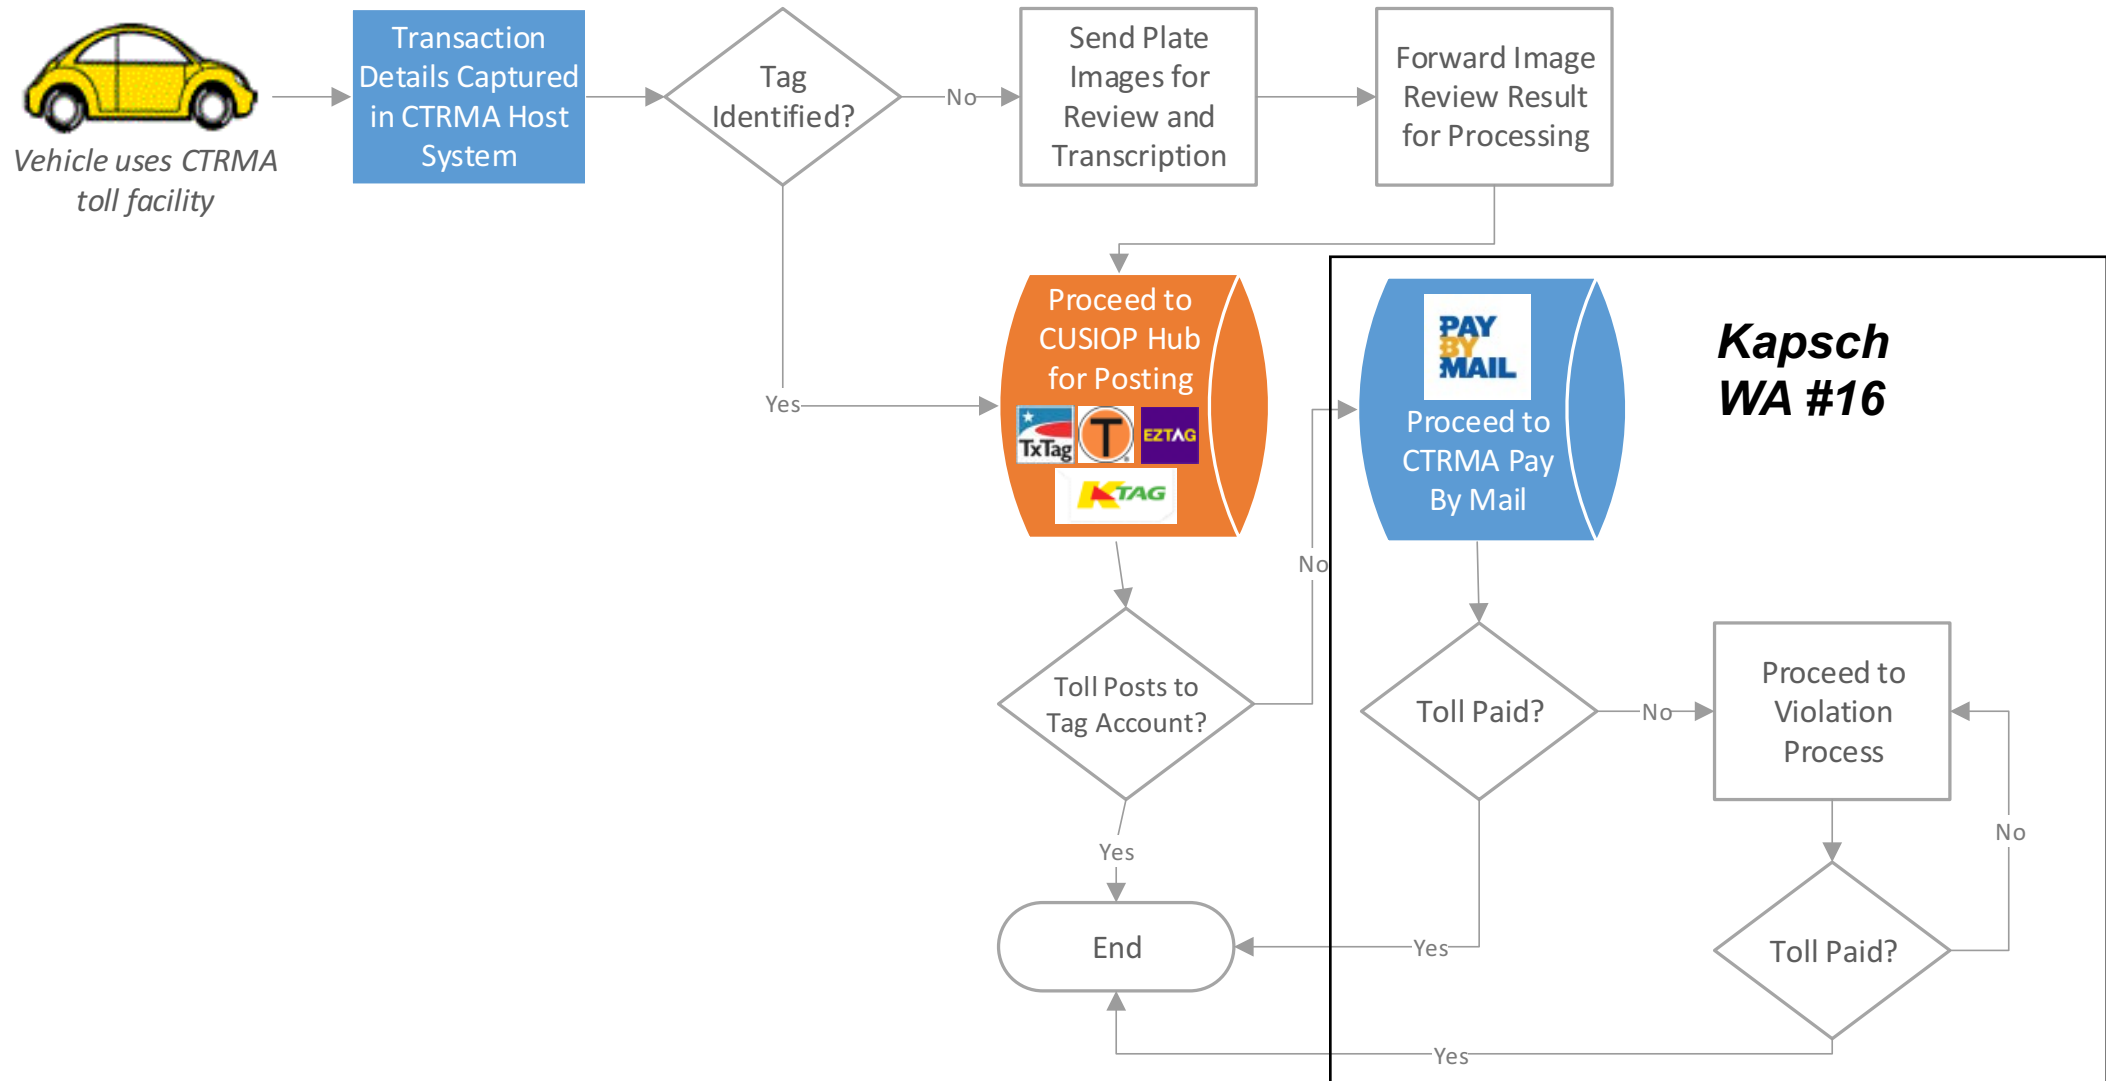 Transaction
Details Captured
in CTRMA Host
System
Tag
Identified?
No
Send Plate
Images for
Review and
Transcription
Forward Image
Review Result
for Processing
Vehicle uses CTRMA
toll facility
Yes
Proceed to
CUSIOP Hub
for Posting
TxTag
T
EZTAG
KTAG
PAY
BY
MAIL
Proceed to
CTRMA Pay
By Mail
Kapsch
WA #16
No
Toll Posts to
Tag Account?
Toll Paid?
No
Proceed to
Violation
Process
No
Yes
End
Yes
Toll Paid?
Yes